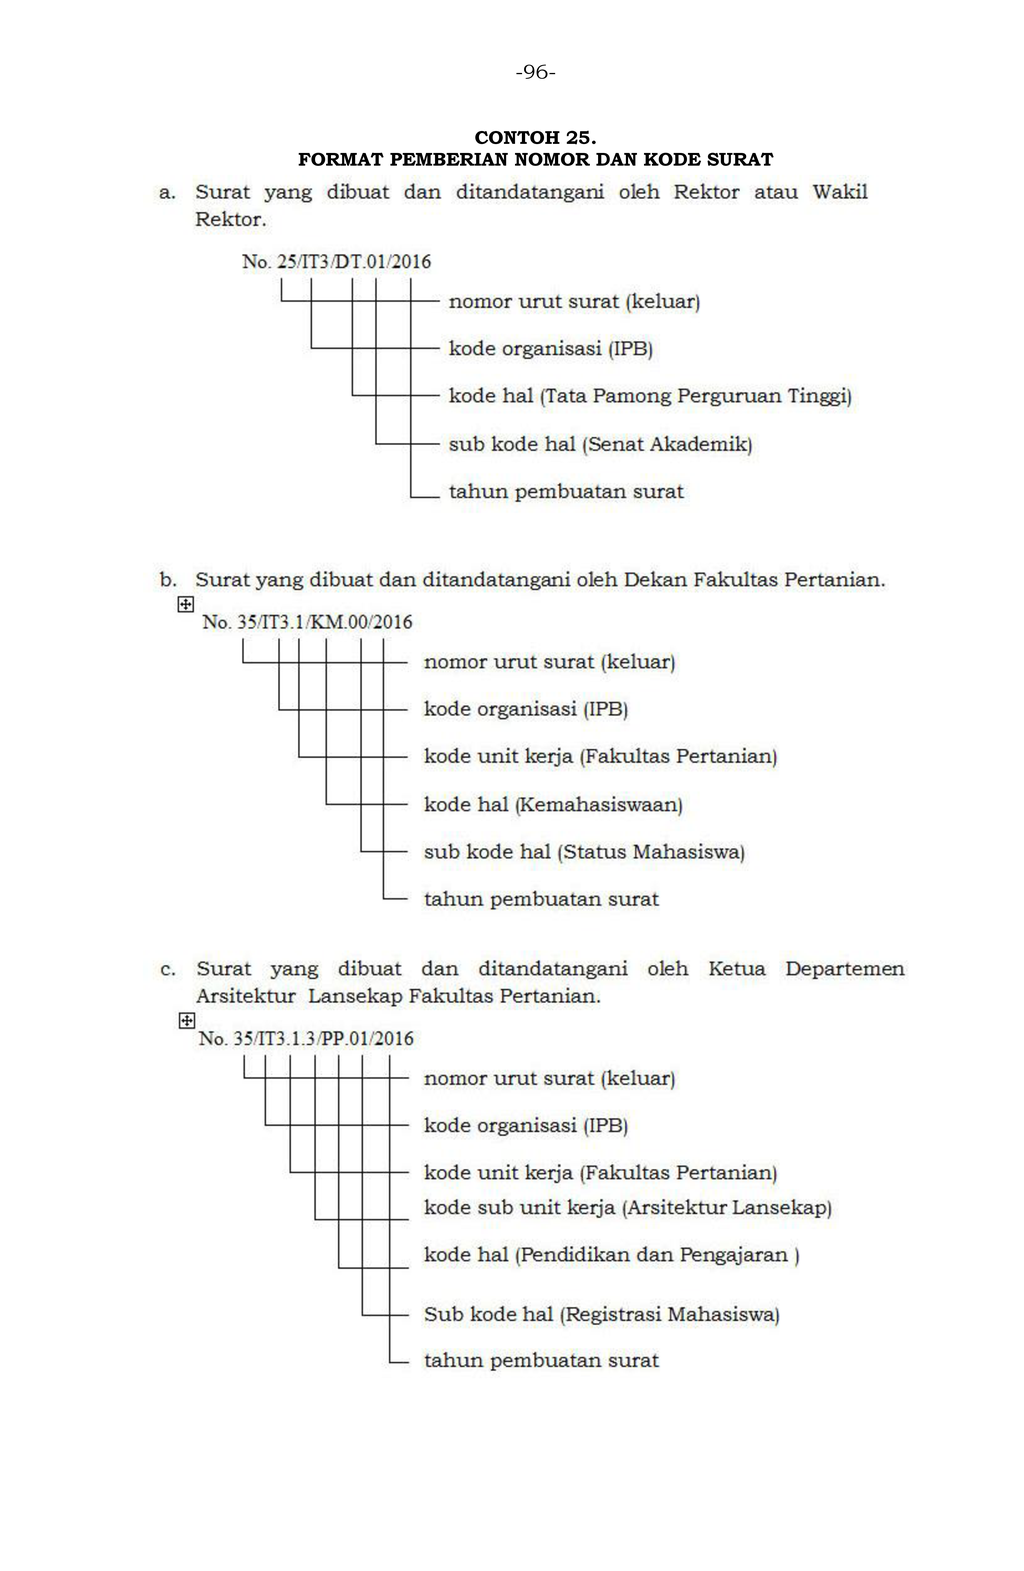 -96-
CONTOH 25.
FORMAT PEMBERIAN NOMOR DAN KODE SURAT
a. Surat yang dibuat dan ditandatangani oleh Rektor atau Wakil
Rektor.
No. 25/IT3/DT.01/2016
nomor urut surat (keluar)
kode organisasi (IPB)
kode hal (Tata Pamong Perguruan Tinggi)
sub kode hal (Senat Akademik)
tahun pembuatan surat
b. Surat yang dibuat dan ditandatangani oleh Dekan Fakultas Pertanian.
No. 35/IT3.1/KM.00/2016
nomor urut surat (keluar)
kode organisasi (IPB)
kode unit kerja (Fakultas Pertanian)
kode hal (Kemahasiswaan)
sub kode hal (Status Mahasiswa)
tahun pembuatan surat
c. Surat yang dibuat dan ditandatangani oleh Ketua Departemen
Arsitektur Lansekap Fakultas Pertanian.
No. 35/IT3.1.3/PP.01/2016
nomor urut surat (keluar)
kode organisasi (IPB)
kode unit kerja (Fakultas Pertanian)
kode sub unit kerja (Arsitektur Lansekap)
kode hal (Pendidikan dan Pengajaran )
Sub kode hal (Registrasi Mahasiswa)
tahun pembuatan surat